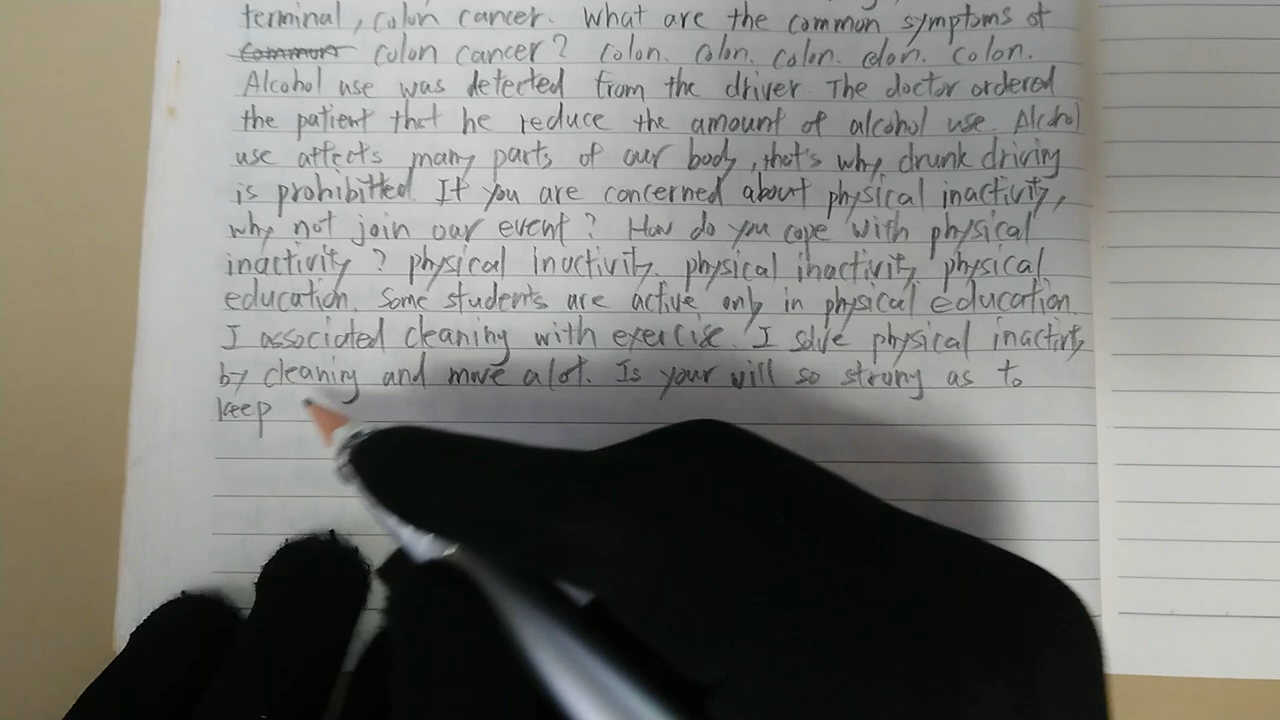 terminal, colon cancer. What are the common symptoms of
common colon cancer? colon. colon. colon. colon. colon.
Alcohol use was detected from the driver. The doctor ordered
the patient that he reduce the amount of alcohol use. Alcohol
use affects many parts of our body, that's why drunk driving
is prohibitted. If you are concerned about physical inactivity,
why not join our event? How do you cope with physical
inactivity? physical inactivity. physical inactivity. physical
education. Some students are active only in physical education.
I associated cleaning with exercise. I solve physical inactivity
by cleaning and move a lot. Is your will so strong as to
keep